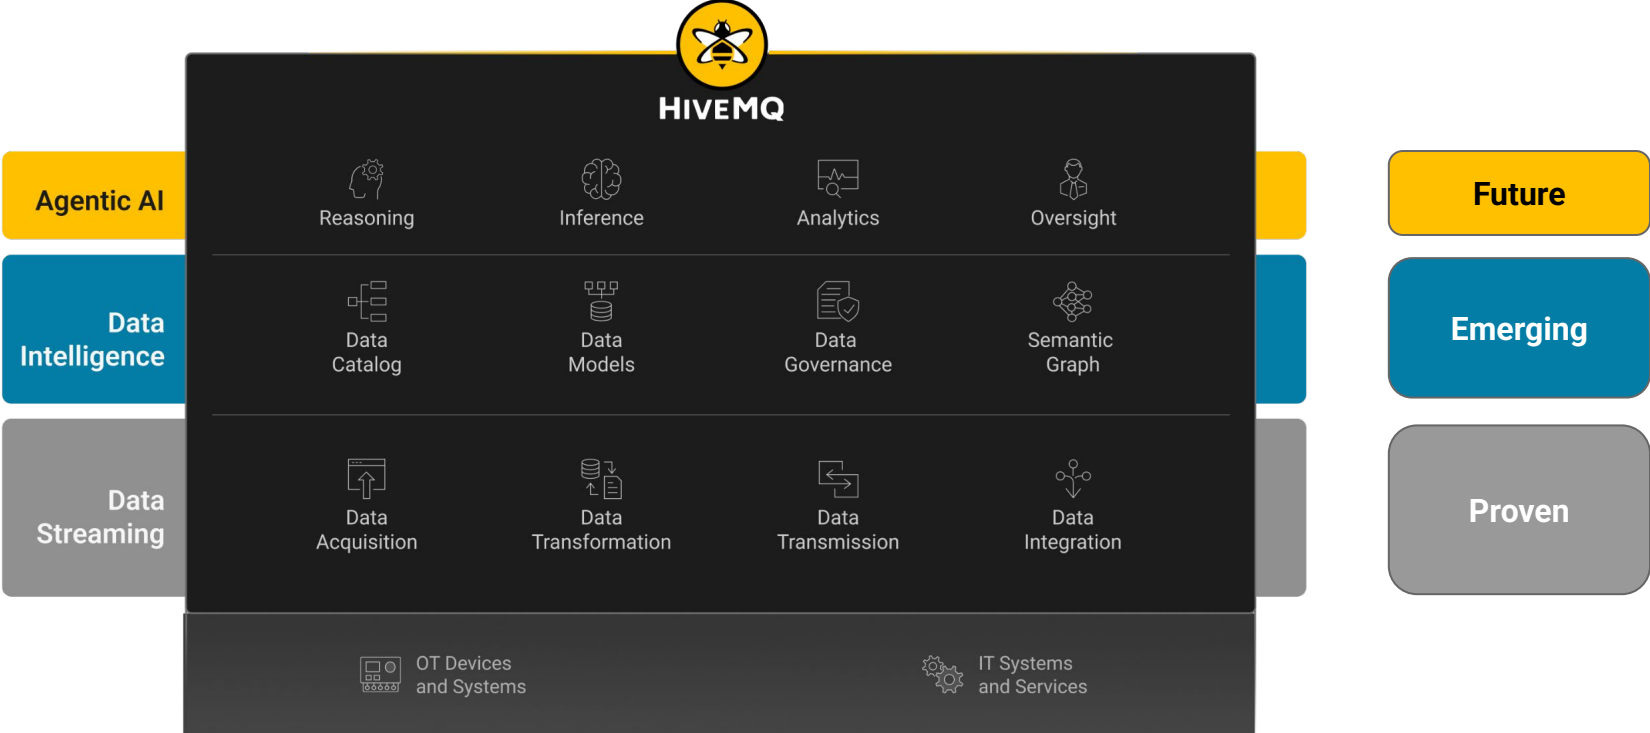 HIVEMQ
Agentic AI
Reasoning
Inference
Analytics
Oversight
Future
Data
Intelligence
Data
Catalog
Data
Models
Data
Governance
Semantic
Graph
Emerging
Data
Streaming
Data
Acquisition
Data
Transformation
Data
Transmission
Data
Integration
Proven
OT Devices
and Systems
IT Systems
and Services